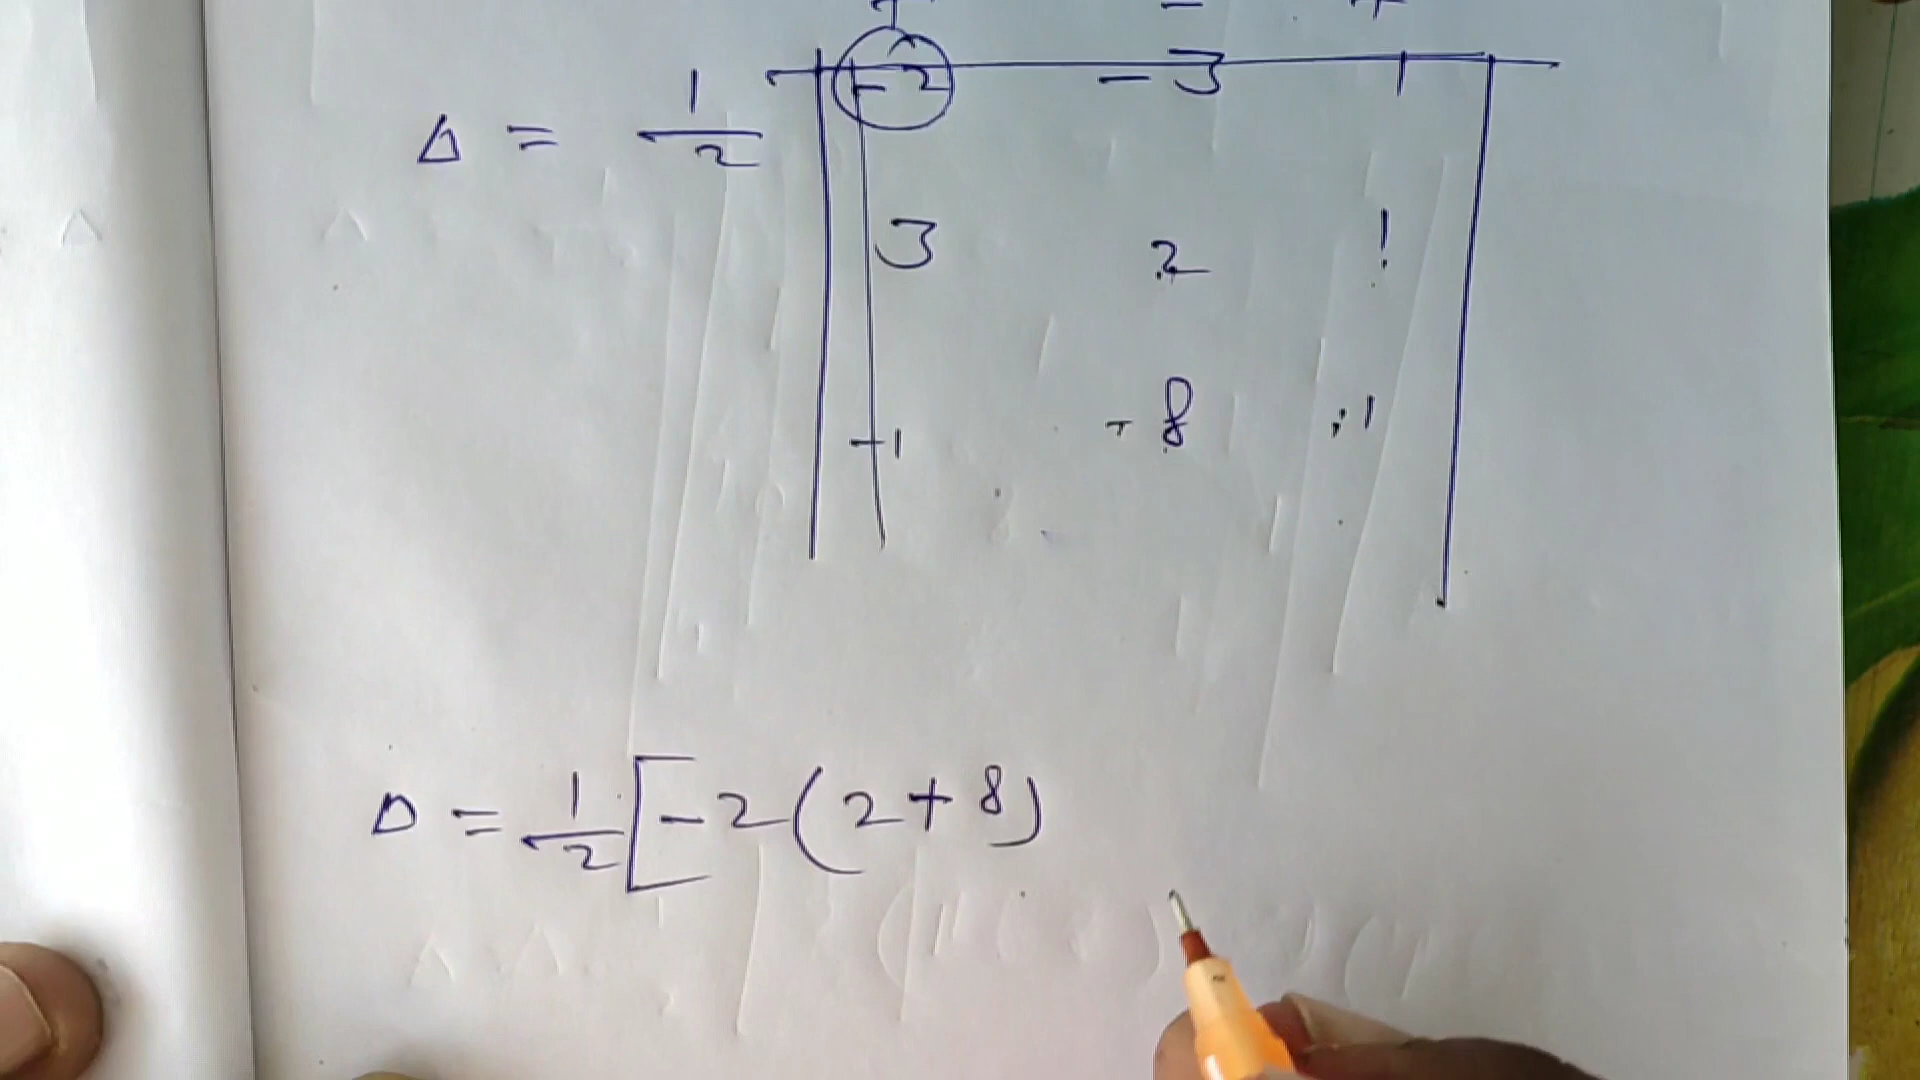 + - +
Δ = 1/2 | -2 -3 1 |
3 2 1
-1 -8 1
Δ = 1/2 [ -2 ( 2 + 8 )